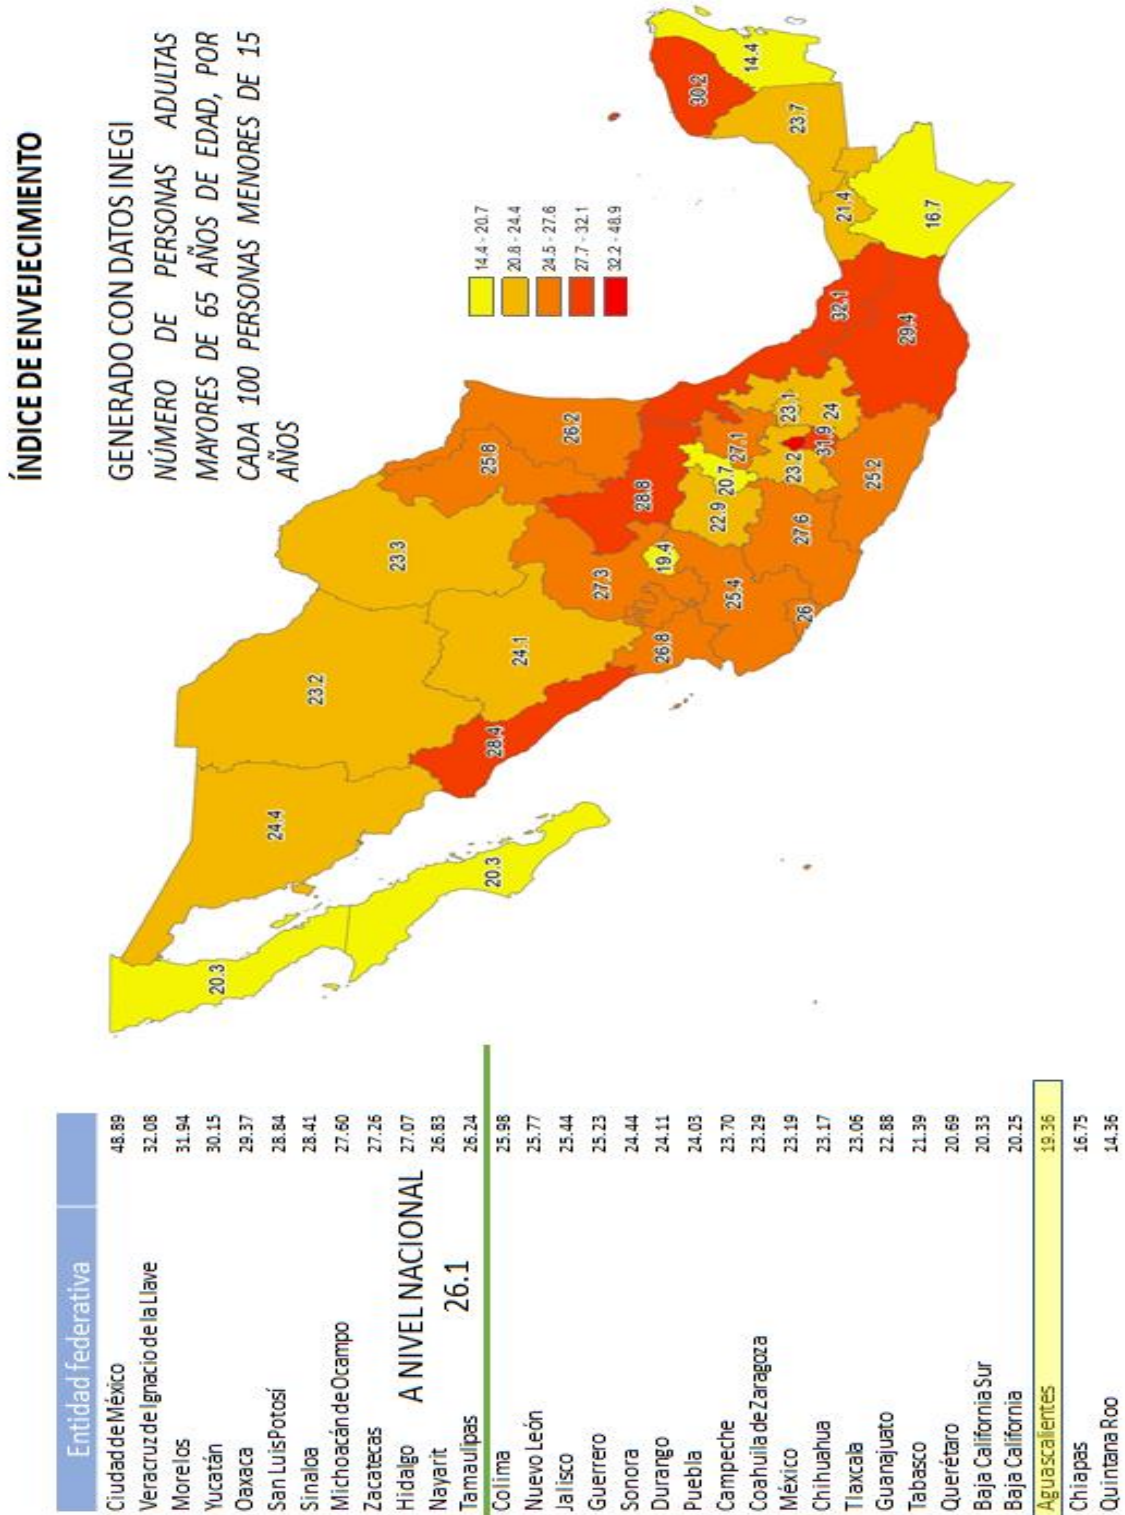 ÍNDICE DE ENVEJECIMIENTO
GENERADO CON DATOS INEGI
NÚMERO DE PERSONAS ADULTAS
MAYORES DE 65 AÑOS DE EDAD, POR
CADA 100 PERSONAS MENORES DE 15
AÑOS
Entidad federativa
Ciudad de México 48.89
Veracruz de Ignacio de la Llave 32.08
Morelos 31.94
Yucatán 30.15
Oaxaca 29.37
San Luis Potosí 28.84
Sinaloa 28.41
Michoacán de Ocampo 27.60
Zacatecas 27.26
Hidalgo 27.07
Nayarit 26.83
Tamaulipas 26.24
A NIVEL NACIONAL
26.1
Colima 25.98
Nuevo León 25.77
Jalisco 25.44
Guerrero 25.23
Sonora 24.44
Durango 24.11
Puebla 24.03
Campeche 23.70
Coahuila de Zaragoza 23.29
México 23.19
Chihuahua 23.17
Tlaxcala 23.06
Guanajuato 22.88
Tabasco 21.39
Querétaro 20.69
Baja California Sur 20.33
Baja California 20.25
Aguascalientes 19.36
Chiapas 16.75
Quintana Roo 14.36
20.3
24.4
23.2
23.3
20.3
28.4
24.1
25.8
26.2
27.3
26.8
19.4
28.8
25.4
22.9
20.7
27.1
26
27.6
23.2
23.1
31.9
24
25.2
32.1
29.4
21.4
16.7
23.7
30.2
14.4
14.4 - 20.7
20.8 - 24.4
24.5 - 27.6
27.7 - 32.1
32.2 - 48.9